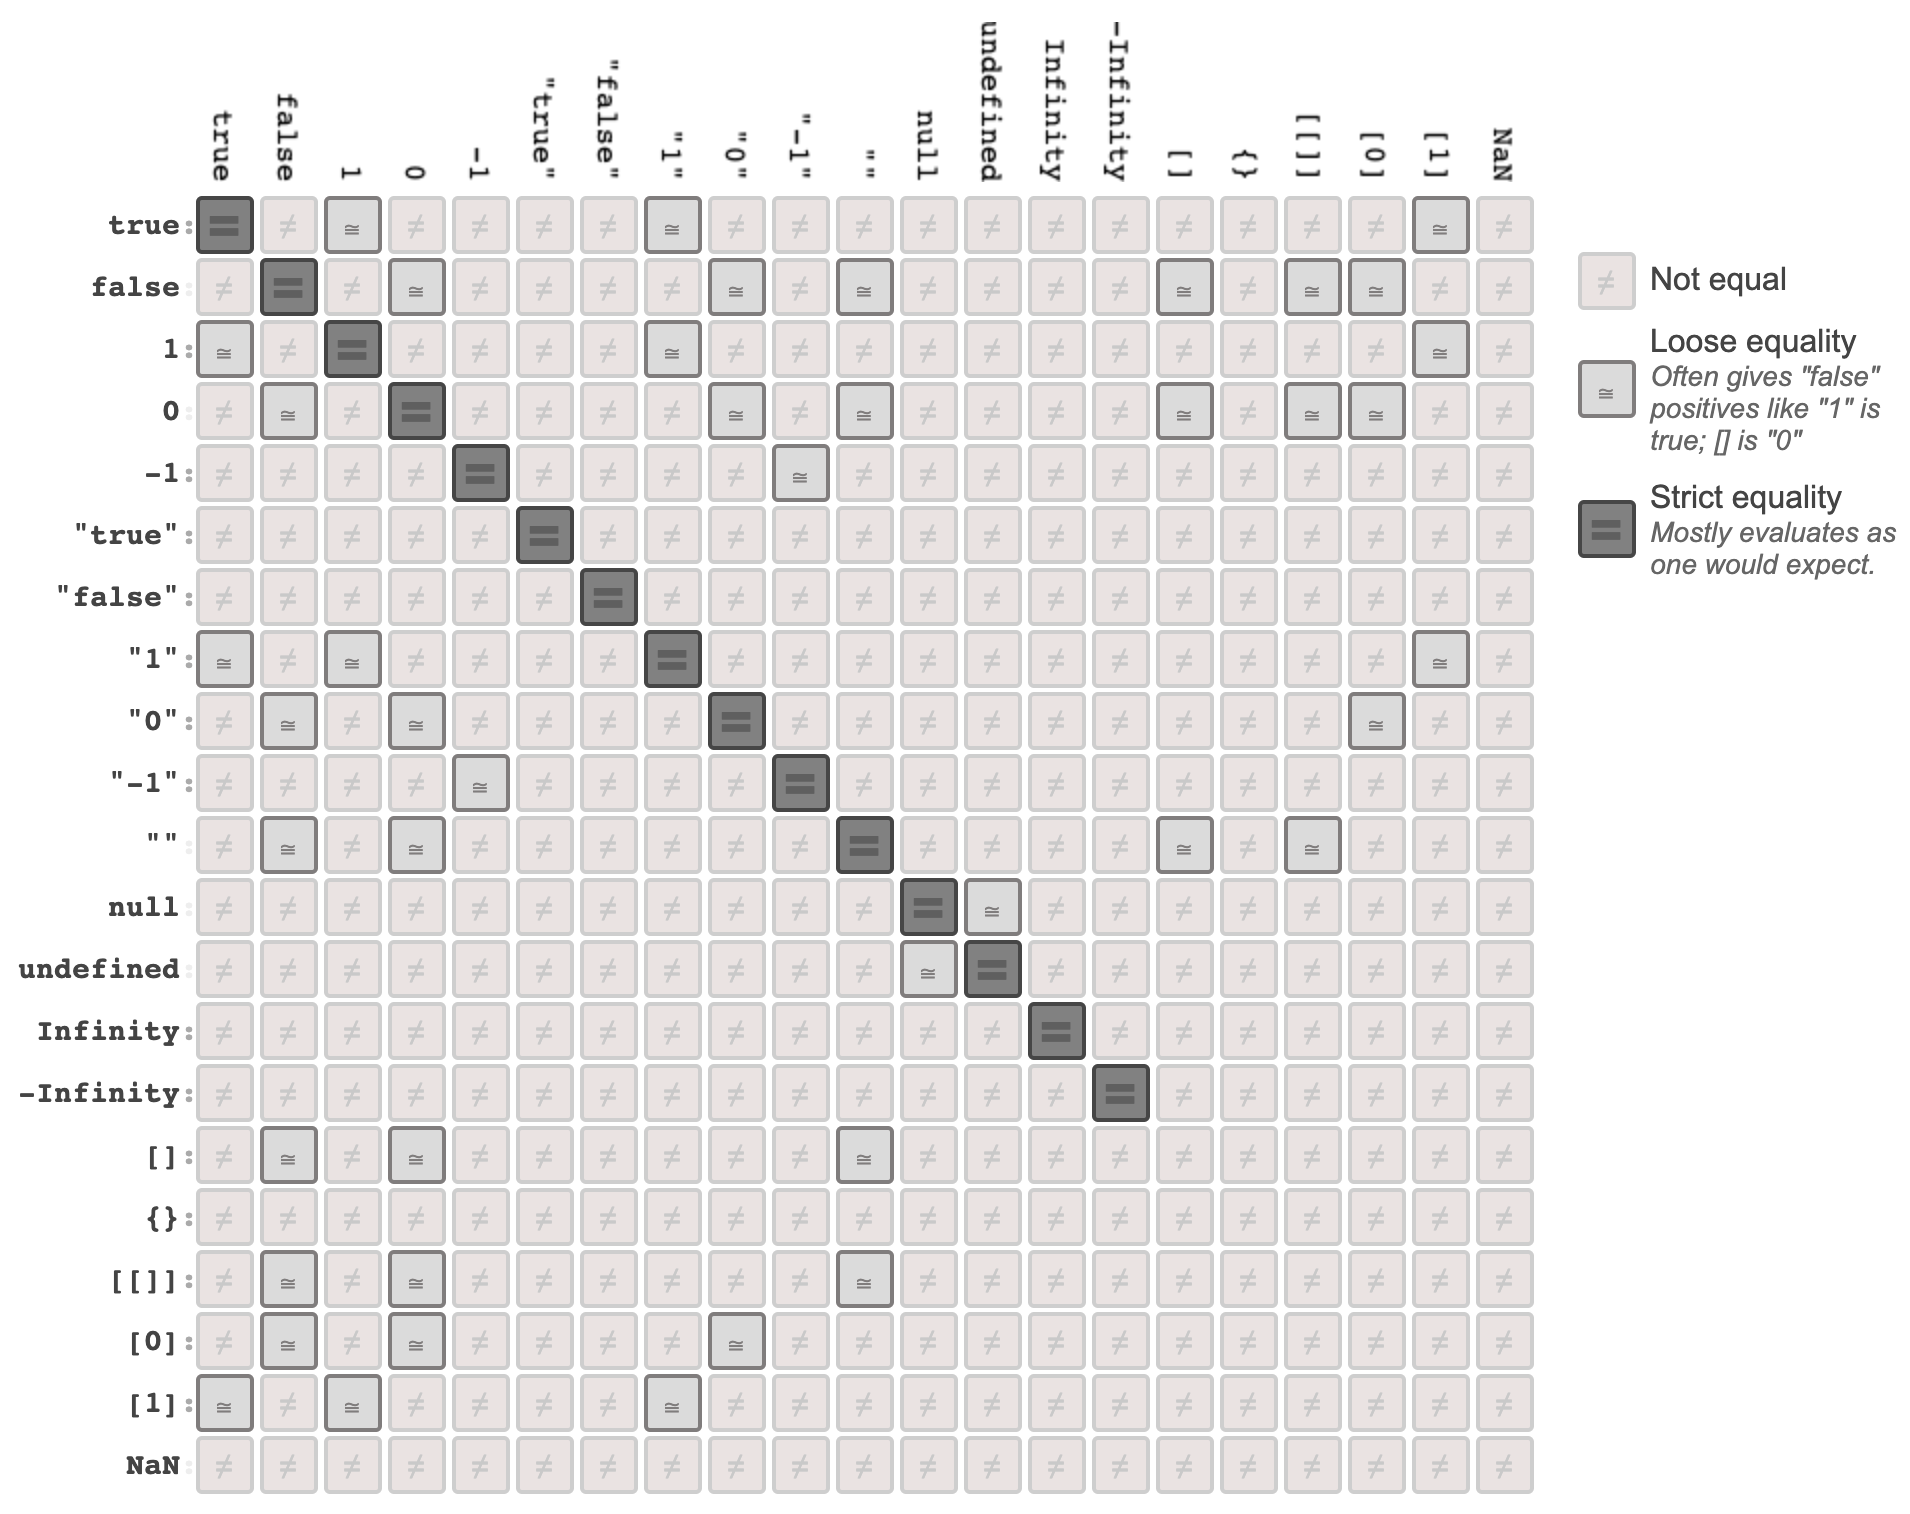 true
false
1
0
-1
"true"
"false"
"1"
"0"
"-1"
""
null
undefined
Infinity
-Infinity
[]
{}
[[]]
[0]
[1]
NaN
true: = ≠ ≅ ≠ ≠ ≠ ≠ ≅ ≠ ≠ ≠ ≠ ≠ ≠ ≠ ≠ ≠ ≠ ≠ ≅ ≠
false: ≠ = ≠ ≅ ≠ ≠ ≠ ≠ ≅ ≠ ≅ ≠ ≠ ≠ ≠ ≅ ≠ ≅ ≅ ≠ ≠
1: ≅ ≠ = ≠ ≠ ≠ ≠ ≅ ≠ ≠ ≠ ≠ ≠ ≠ ≠ ≠ ≠ ≠ ≠ ≅ ≠
0: ≠ ≅ ≠ = ≠ ≠ ≠ ≠ ≅ ≠ ≅ ≠ ≠ ≠ ≠ ≅ ≠ ≅ ≅ ≠ ≠
-1: ≠ ≠ ≠ ≠ = ≠ ≠ ≠ ≠ ≅ ≠ ≠ ≠ ≠ ≠ ≠ ≠ ≠ ≠ ≠ ≠
"true": ≠ ≠ ≠ ≠ ≠ = ≠ ≠ ≠ ≠ ≠ ≠ ≠ ≠ ≠ ≠ ≠ ≠ ≠ ≠ ≠
"false": ≠ ≠ ≠ ≠ ≠ ≠ = ≠ ≠ ≠ ≠ ≠ ≠ ≠ ≠ ≠ ≠ ≠ ≠ ≠ ≠
"1": ≅ ≠ ≅ ≠ ≠ ≠ ≠ = ≠ ≠ ≠ ≠ ≠ ≠ ≠ ≠ ≠ ≠ ≠ ≅ ≠
"0": ≠ ≅ ≠ ≅ ≠ ≠ ≠ ≠ = ≠ ≠ ≠ ≠ ≠ ≠ ≠ ≠ ≠ ≅ ≠ ≠
"-1": ≠ ≠ ≠ ≠ ≅ ≠ ≠ ≠ ≠ = ≠ ≠ ≠ ≠ ≠ ≠ ≠ ≠ ≠ ≠ ≠
"": ≠ ≅ ≠ ≅ ≠ ≠ ≠ ≠ ≠ ≠ = ≠ ≠ ≠ ≠ ≅ ≠ ≅ ≠ ≠ ≠
null: ≠ ≠ ≠ ≠ ≠ ≠ ≠ ≠ ≠ ≠ ≠ = ≅ ≠ ≠ ≠ ≠ ≠ ≠ ≠ ≠
undefined: ≠ ≠ ≠ ≠ ≠ ≠ ≠ ≠ ≠ ≠ ≠ ≅ = ≠ ≠ ≠ ≠ ≠ ≠ ≠ ≠
Infinity: ≠ ≠ ≠ ≠ ≠ ≠ ≠ ≠ ≠ ≠ ≠ ≠ ≠ = ≠ ≠ ≠ ≠ ≠ ≠ ≠
-Infinity: ≠ ≠ ≠ ≠ ≠ ≠ ≠ ≠ ≠ ≠ ≠ ≠ ≠ ≠ = ≠ ≠ ≠ ≠ ≠ ≠
[]: ≠ ≅ ≠ ≅ ≠ ≠ ≠ ≠ ≠ ≠ ≅ ≠ ≠ ≠ ≠ ≠ ≠ ≠ ≠ ≠ ≠
{}: ≠ ≠ ≠ ≠ ≠ ≠ ≠ ≠ ≠ ≠ ≠ ≠ ≠ ≠ ≠ ≠ ≠ ≠ ≠ ≠ ≠
[[]]: ≠ ≅ ≠ ≅ ≠ ≠ ≠ ≠ ≠ ≠ ≅ ≠ ≠ ≠ ≠ ≠ ≠ ≠ ≠ ≠ ≠
[0]: ≠ ≅ ≠ ≅ ≠ ≠ ≠ ≠ ≅ ≠ ≠ ≠ ≠ ≠ ≠ ≠ ≠ ≠ ≠ ≠ ≠
[1]: ≅ ≠ ≅ ≠ ≠ ≠ ≠ ≅ ≠ ≠ ≠ ≠ ≠ ≠ ≠ ≠ ≠ ≠ ≠ ≠ ≠
NaN: ≠ ≠ ≠ ≠ ≠ ≠ ≠ ≠ ≠ ≠ ≠ ≠ ≠ ≠ ≠ ≠ ≠ ≠ ≠ ≠ ≠
≠ Not equal
Loose equality
≅ Often gives "false"
positives like "1" is
true; [] is "0"
Strict equality
= Mostly evaluates as
one would expect.